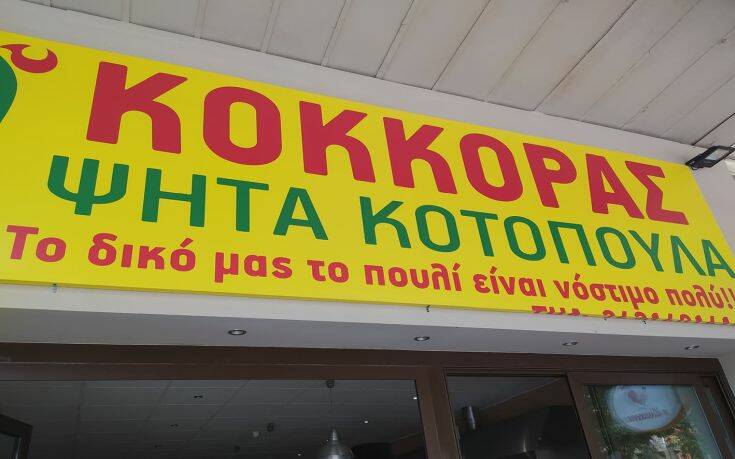 Ο ΚΟΚΚΟΡΑΣ
ΨΗΤΑ ΚΟΤΟΠΟΥΛΑ
Το δικό μας το πουλί είναι νόστιμο πολύ!!